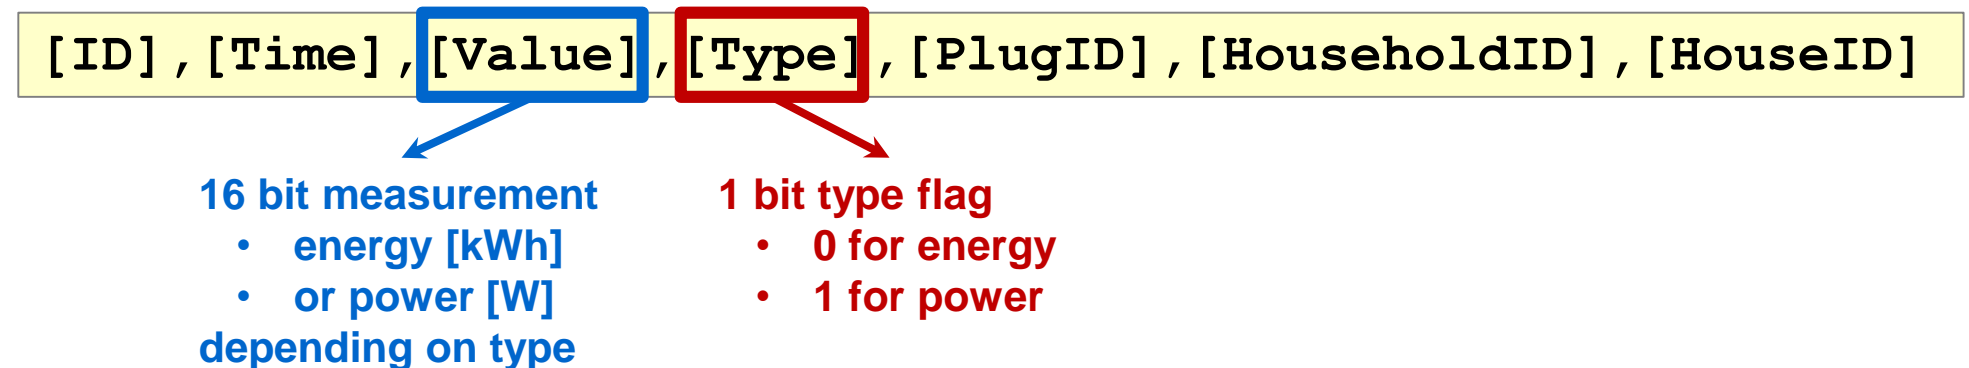 [ID],[Time],[Value],[Type],[PlugID],[HouseholdID],[HouseID]
16 bit measurement
• energy [kWh]
• or power [W]
depending on type
1 bit type flag
• 0 for energy
• 1 for power